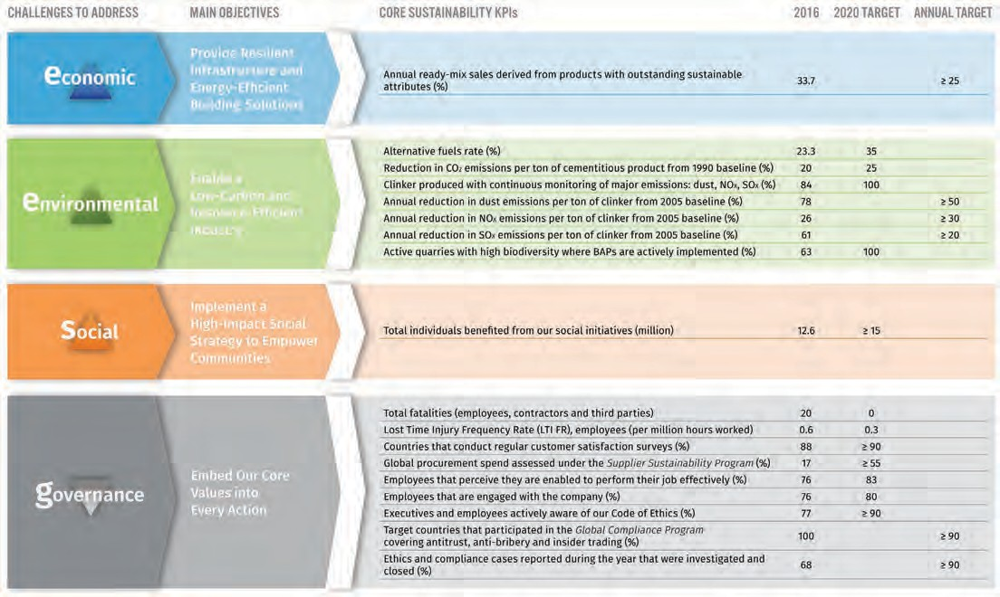 CHALLENGES TO ADDRESS MAIN OBJECTIVES CORE SUSTAINABILITY KPIs 2016 2020 TARGET ANNUAL TARGET
economic
Provide Resilient
Infrastructure and
Energy-Efficient
Building Solutions
Annual ready-mix sales derived from products with outstanding sustainable
attributes (%) 33.7 ≥ 25
environmental
Enable a
Low-Carbon and
Resource-Efficient
Industry
Alternative fuels rate (%) 23.3 35
Reduction in CO₂ emissions per ton of cementitious product from 1990 baseline (%) 20 25
Clinker produced with continuous monitoring of major emissions: dust, NOx, SOx (%) 84 100
Annual reduction in dust emissions per ton of clinker from 2005 baseline (%) 78 ≥ 50
Annual reduction in NOx emissions per ton of clinker from 2005 baseline (%) 26 ≥ 30
Annual reduction in SOx emissions per ton of clinker from 2005 baseline (%) 61 ≥ 20
Active quarries with high biodiversity where BAPs are actively implemented (%) 63 100
social
Implement a
High-Impact Social
Strategy to Empower
Communities
Total individuals benefited from our social initiatives (million) 12.6 ≥ 15
governance
Embed Our Core
Values into
Every Action
Total fatalities (employees, contractors and third parties) 20 0
Lost Time Injury Frequency Rate (LTI FR), employees (per million hours worked) 0.6 0.3
Countries that conduct regular customer satisfaction surveys (%) 88 ≥ 90
Global procurement spend assessed under the Supplier Sustainability Program (%) 17 ≥ 55
Employees that perceive they are enabled to perform their job effectively (%) 76 83
Employees that are engaged with the company (%) 76 80
Executives and employees actively aware of our Code of Ethics (%) 77 ≥ 90
Target countries that participated in the Global Compliance Program
covering antitrust, anti-bribery and insider trading (%) 100 ≥ 90
Ethics and compliance cases reported during the year that were investigated and
closed (%) 68 ≥ 90